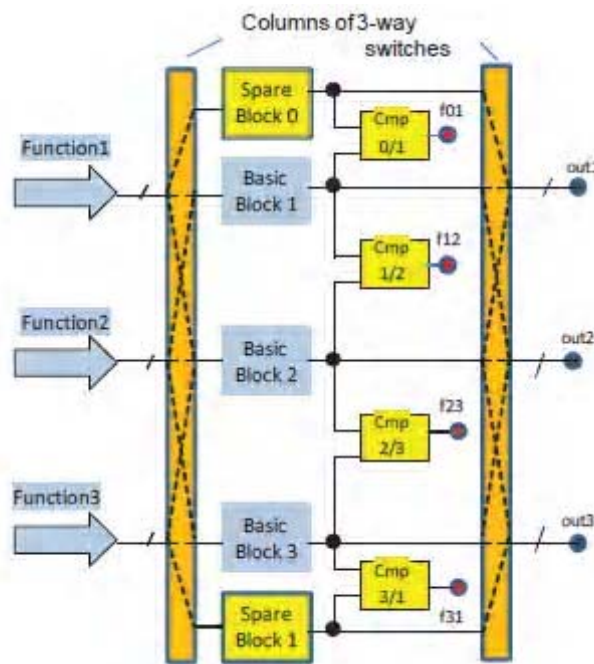 Columns of 3-way
switches
Spare
Block 0
f01
Cmp
0/1
Function1
Basic
Block 1
out1
f12
Cmp
1/2
Function2
Basic
Block 2
out2
f23
Cmp
2/3
Function3
Basic
Block 3
out3
Cmp
3/1
f31
Spare
Block 1